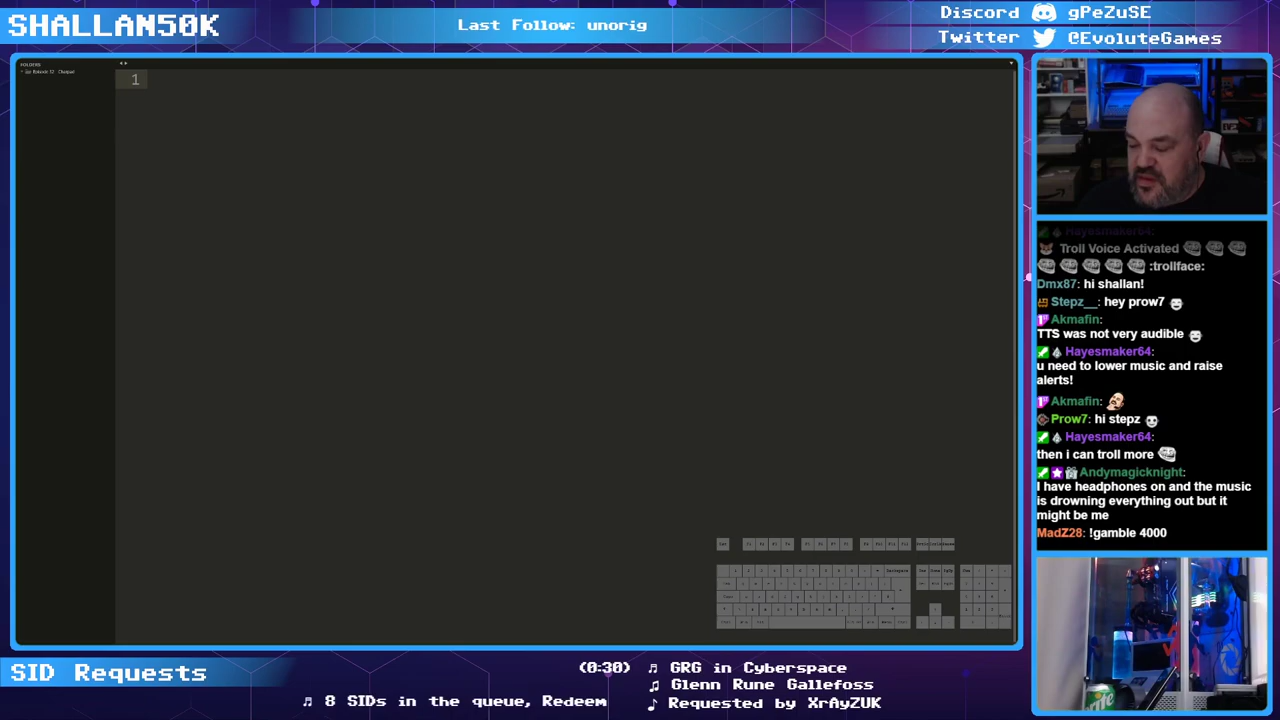 SHALLAN50K
Last Follow: unorig
Discord gPeZuSE
Twitter @EvoluteGames
FOLDERS
1
Hayesmaker64:
Troll Voice Activated
:trollface:
Dmx87: hi shallan!
Stepz__: hey prow7
Akmafin:
TTS was not very audible
Hayesmaker64:
u need to lower music and raise
alerts!
Akmafin:
Prow7: hi stepz
Hayesmaker64:
then i can troll more
Andymagicknight:
I have headphones on and the music
is drowning everything out but it
might be me
MadZ28: !gamble 4000
SID Requests
8 SIDs in the queue, Redeem
(0:30) GRG in Cyberspace
Glenn Rune Gallefoss
Requested by XrAyZUK